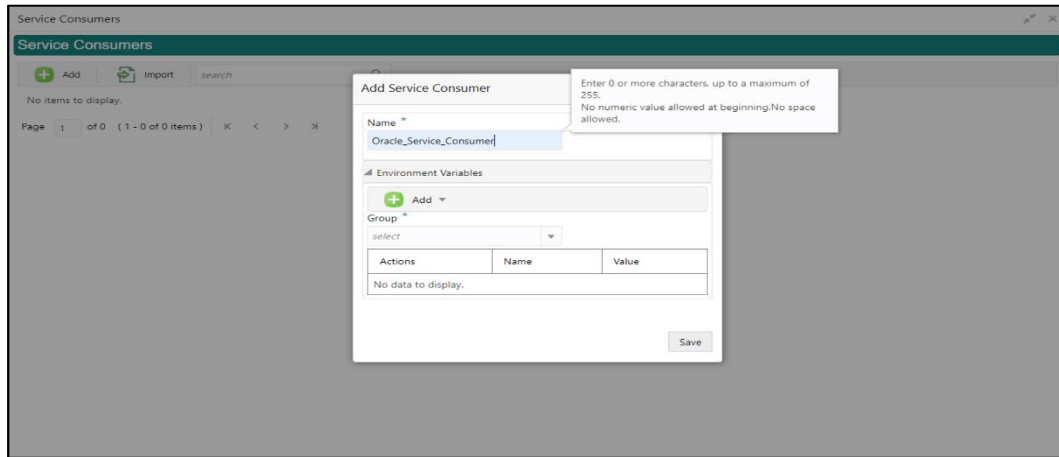 Service Consumers
Service Consumers
Add Import search
No items to display.
Page 1 of 0 (1 - 0 of 0 items)
Add Service Consumer
Enter 0 or more characters, up to a maximum of
255.
No numeric value allowed at beginning.No space
allowed.
Name *
Oracle_Service_Consumer
Environment Variables
Add
Group *
select
Actions Name Value
No data to display.
Save